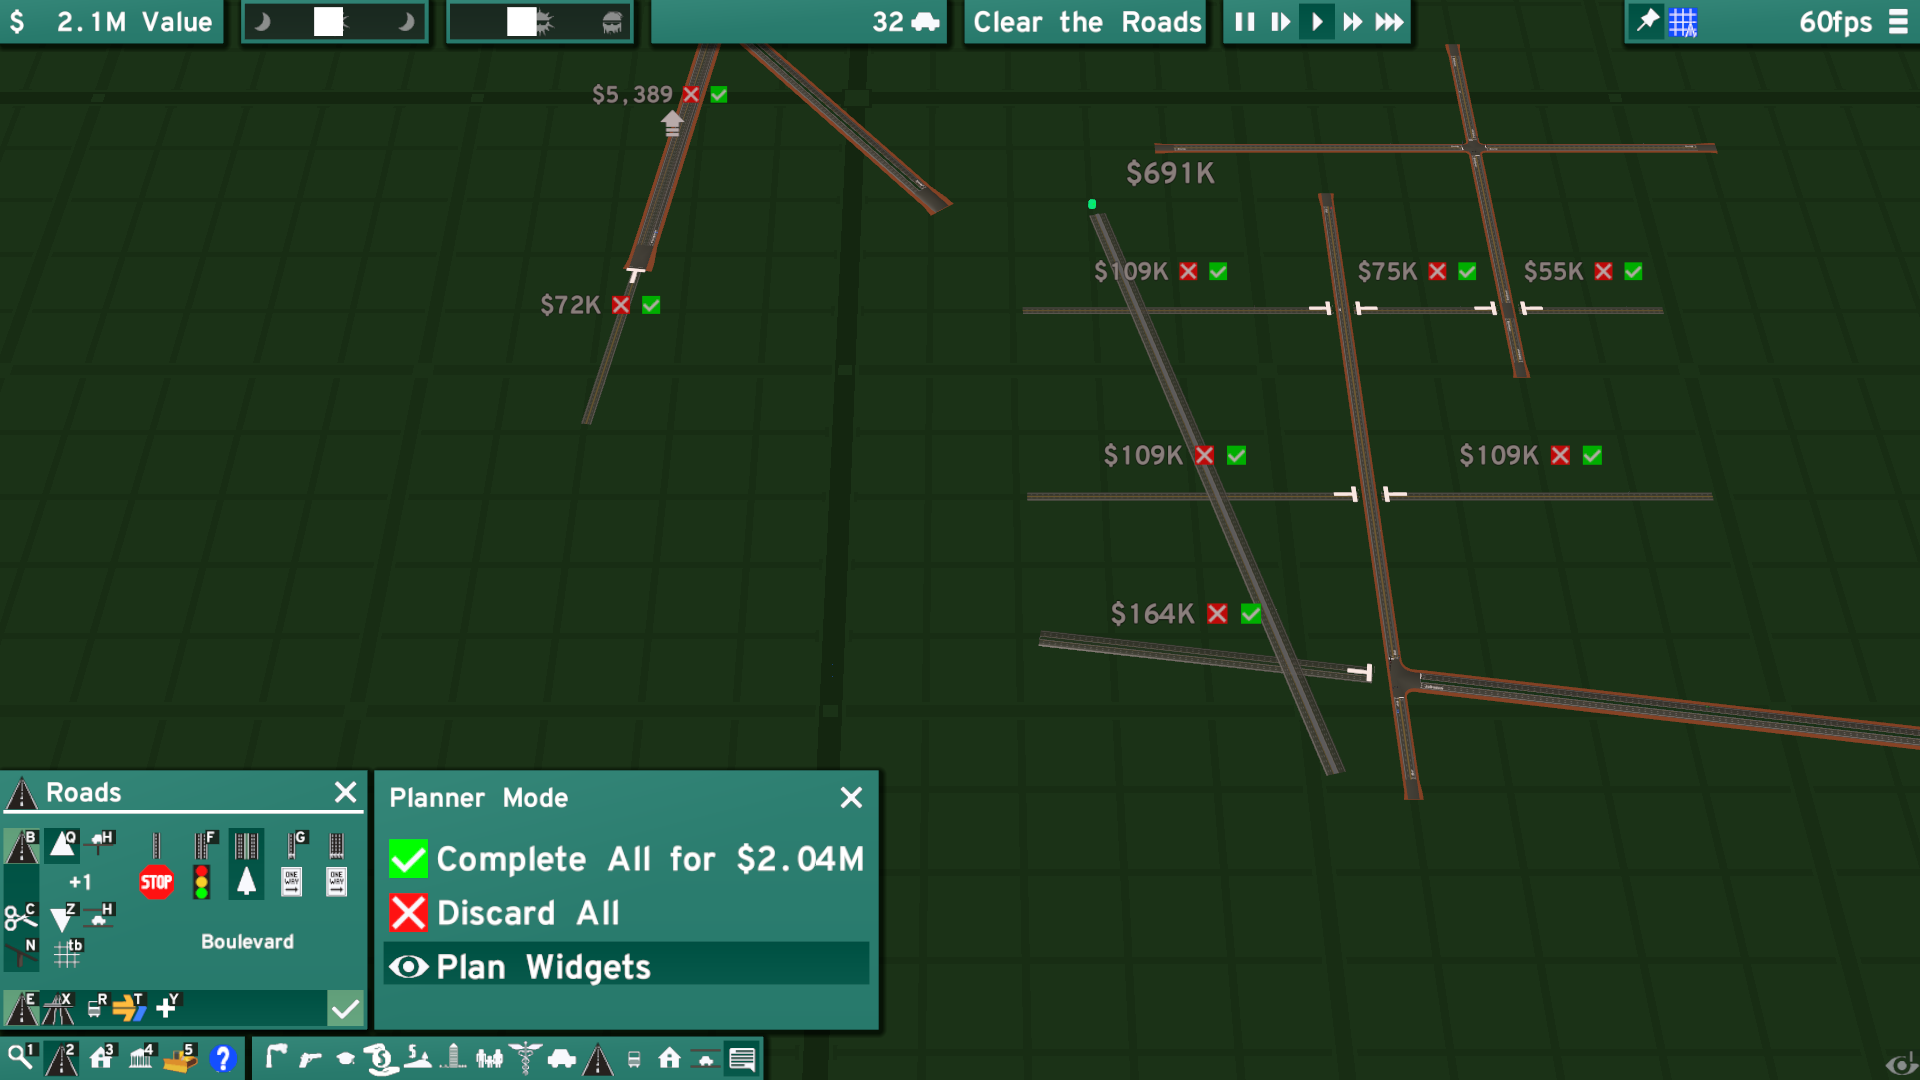 $ 2.1M Value
32
Clear the Roads
60fps
$5,389
$691K
$109K
$75K
$55K
$72K
$109K
$109K
$164K
Roads
B
Q
H
F
G
+1
STOP
ONE WAY
ONE WAY
C
Z
H
N
tb
Boulevard
E
X
R
T
Y
Planner Mode
Complete All for $2.04M
Discard All
Plan Widgets
1
2
3
4
5
?